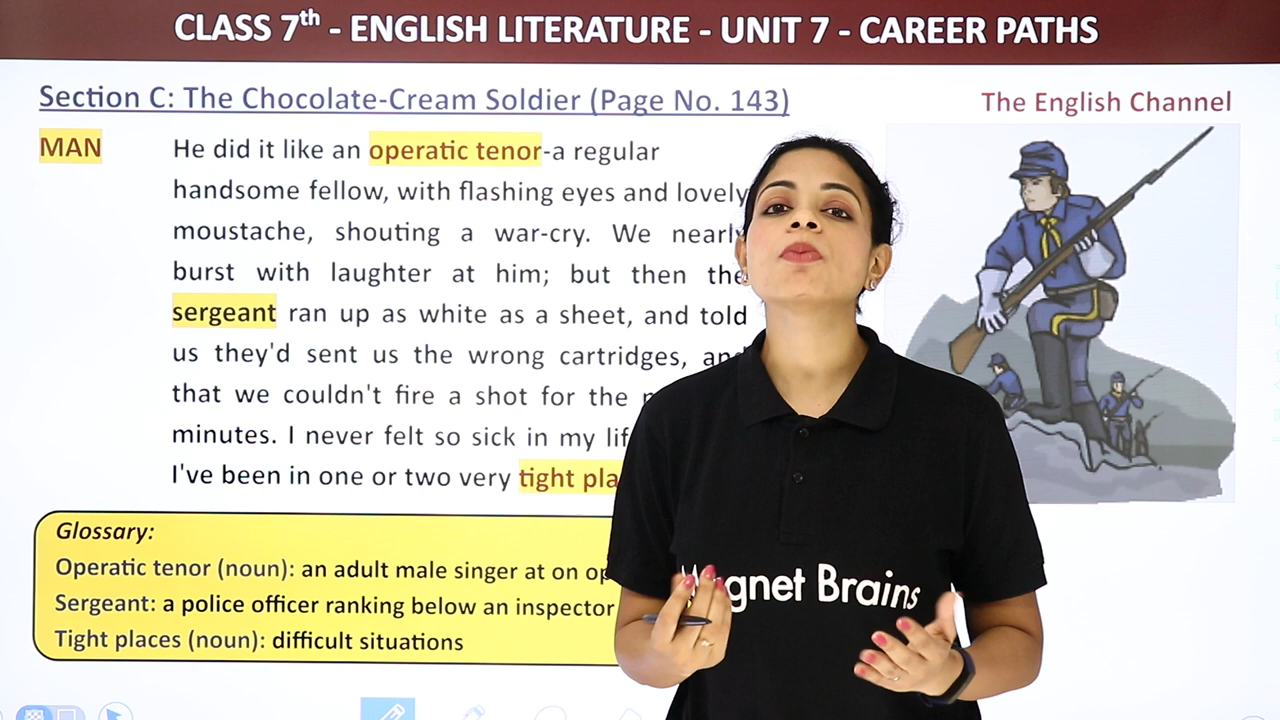 CLASS 7th - ENGLISH LITERATURE - UNIT 7 - CAREER PATHS
Section C: The Chocolate-Cream Soldier (Page No. 143)
The English Channel
MAN
He did it like an operatic tenor-a regular
handsome fellow, with flashing eyes and lovely
moustache, shouting a war-cry. We nearly
burst with laughter at him; but then the
sergeant ran up as white as a sheet, and told
us they'd sent us the wrong cartridges, and
that we couldn't fire a shot for the
minutes. I never felt so sick in my
I've been in one or two very tight
Glossary:
Operatic tenor (noun): an adult male singer at on
Sergeant: a police officer ranking below an inspector
Tight places (noun): difficult situations
Magnet Brains